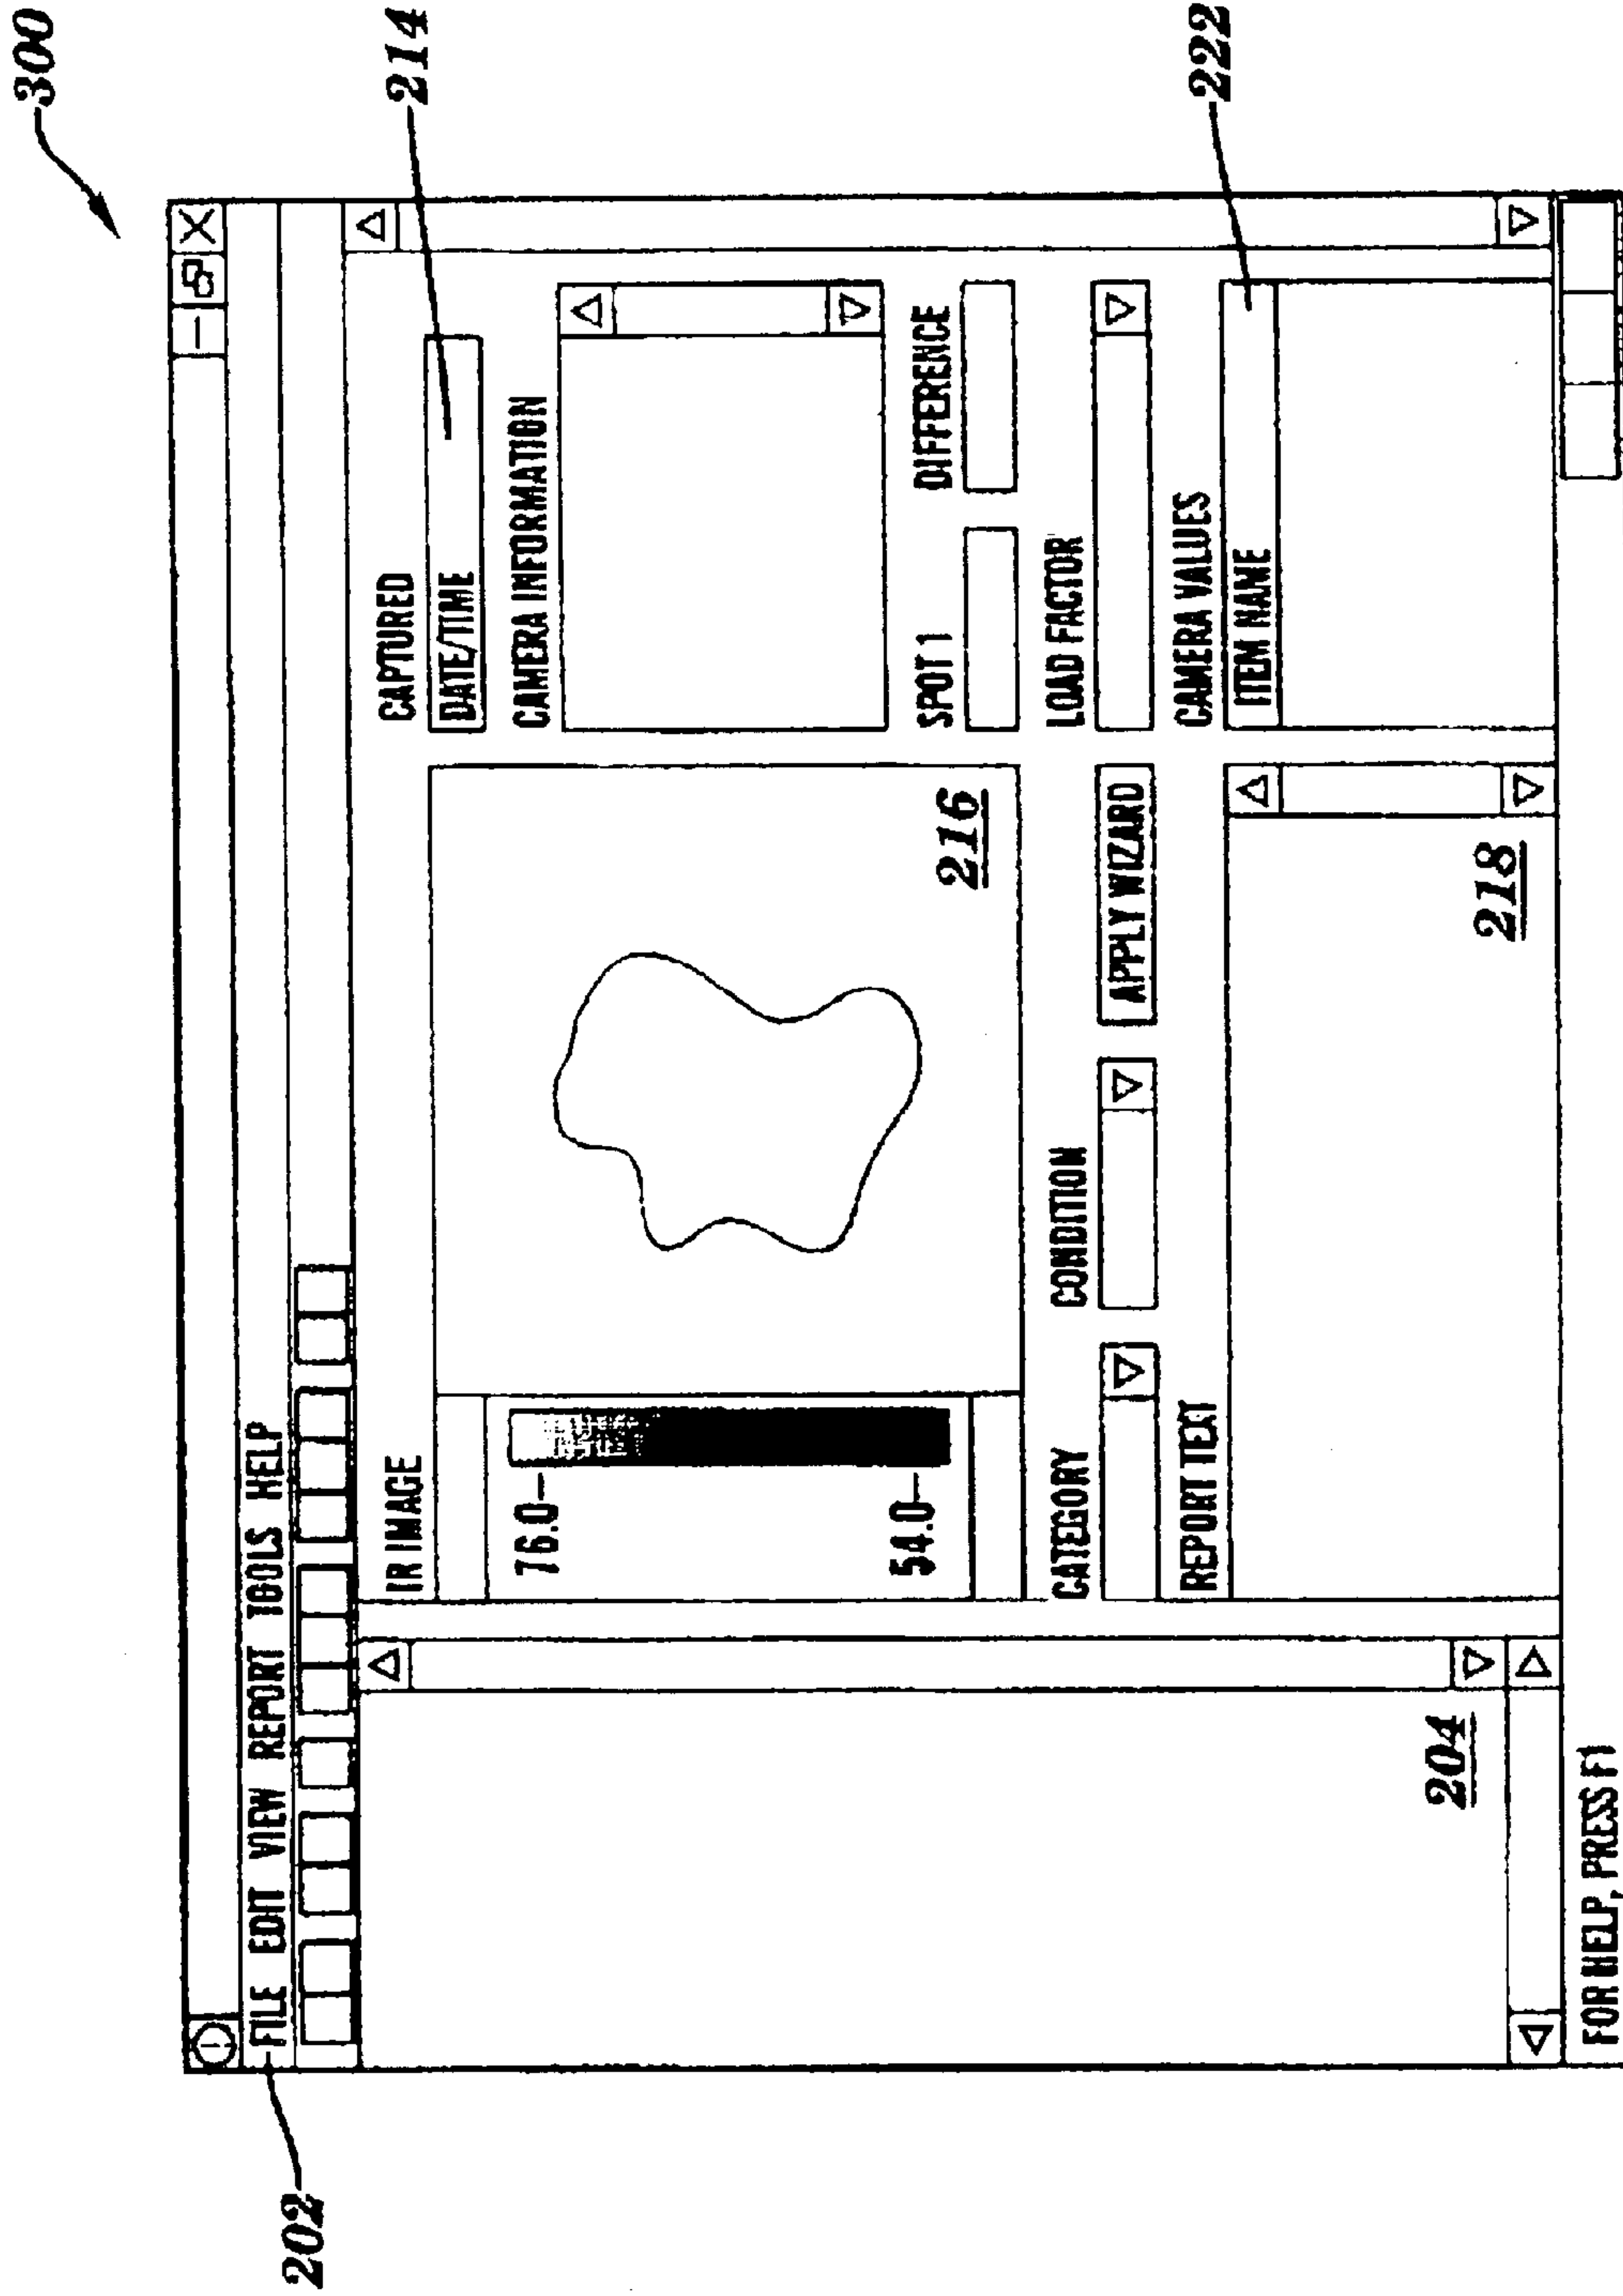 300
202
FILE EDIT VIEW REPORT TOOLS HELP
IR IMAGE
76.0
54.0
216
CAPTURED
DATE/TIME
214
CAMERA INFORMATION
SPOT 1 DIFFERENCE
CATEGORY CONDITION
APPLY WIZARD
LOAD FACTOR
REPORT TEXT
CAMERA VALUES
ITEM NAME
222
204
218
FOR HELP, PRESS F1